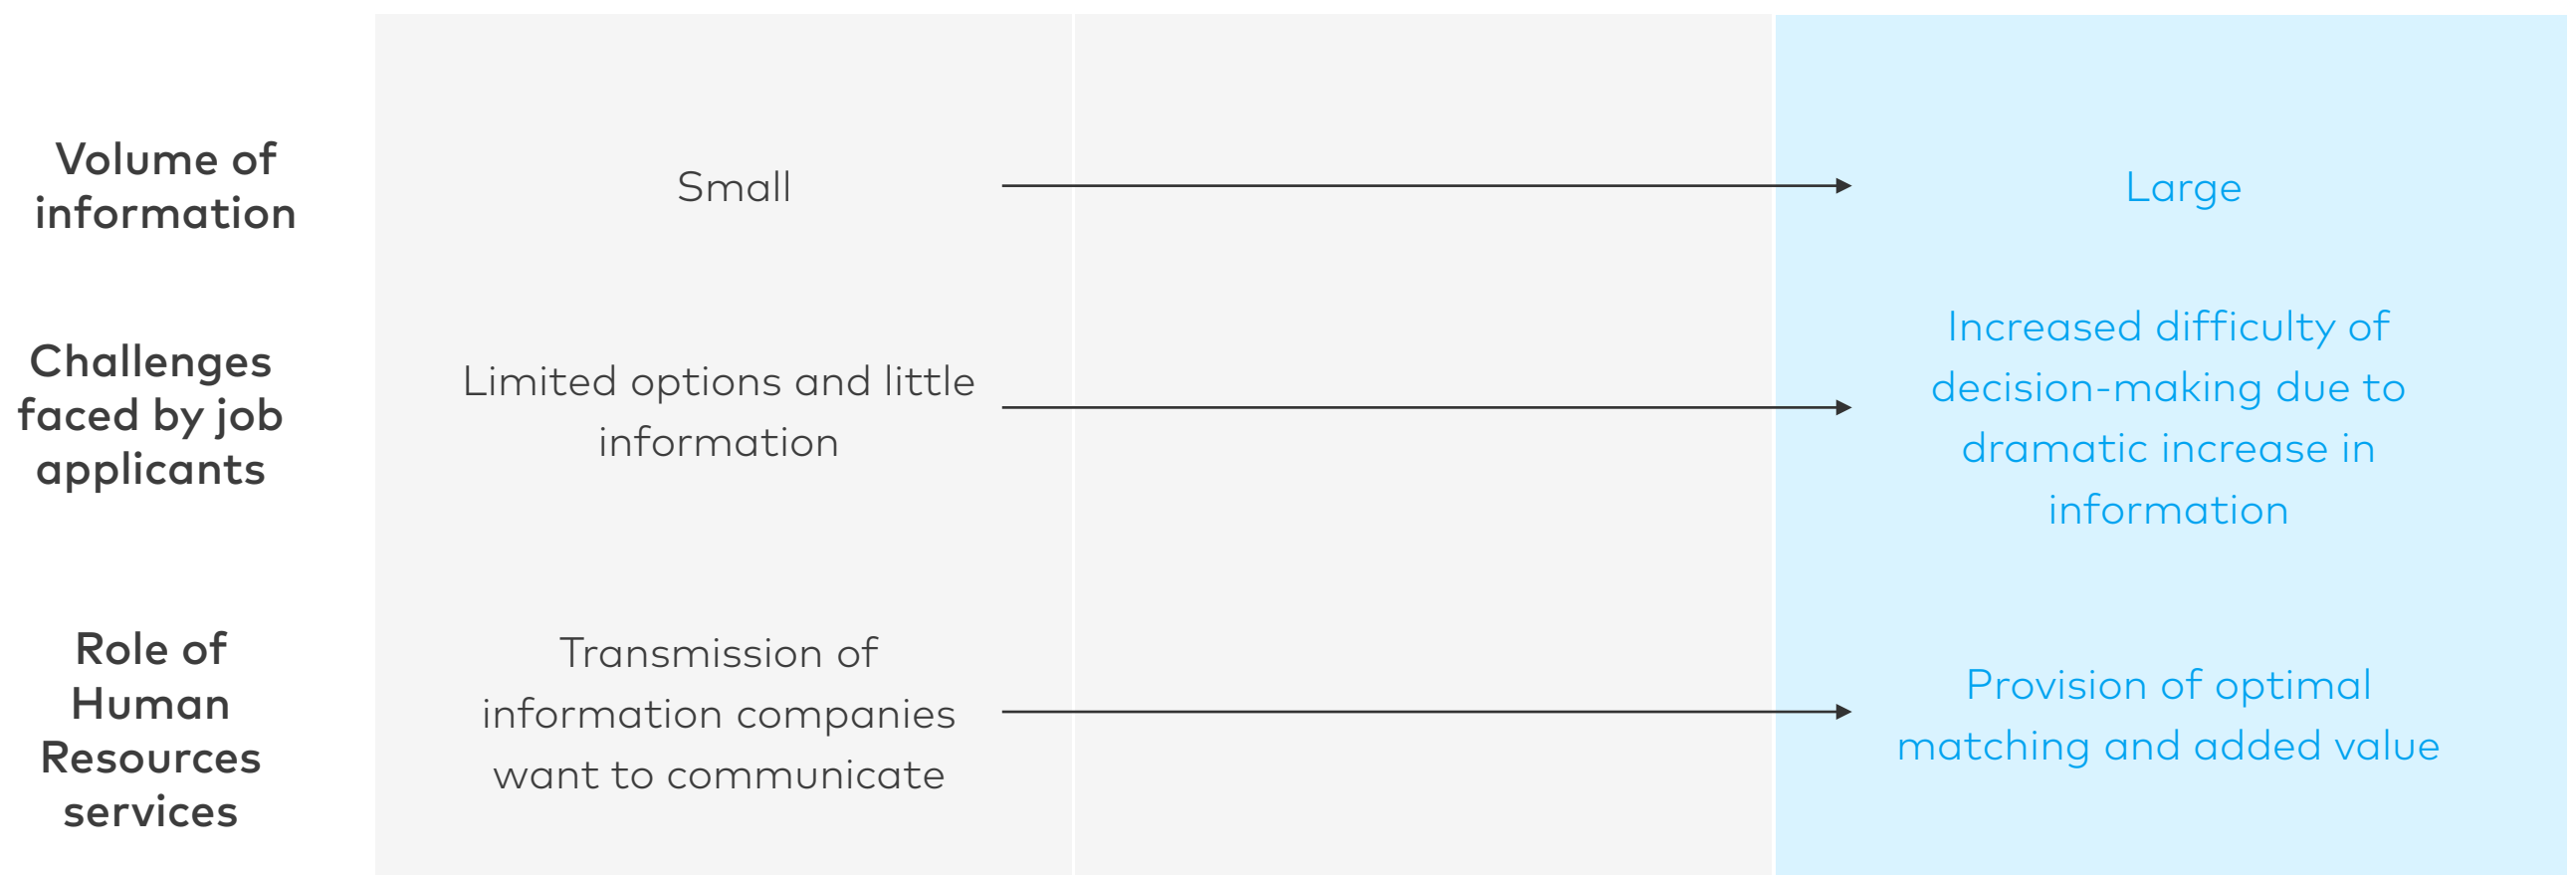 Volume of
information
Small
Large
Challenges
faced by job
applicants
Limited options and little
information
Increased difficulty of
decision-making due to
dramatic increase in
information
Role of
Human
Resources
services
Transmission of
information companies
want to communicate
Provision of optimal
matching and added value